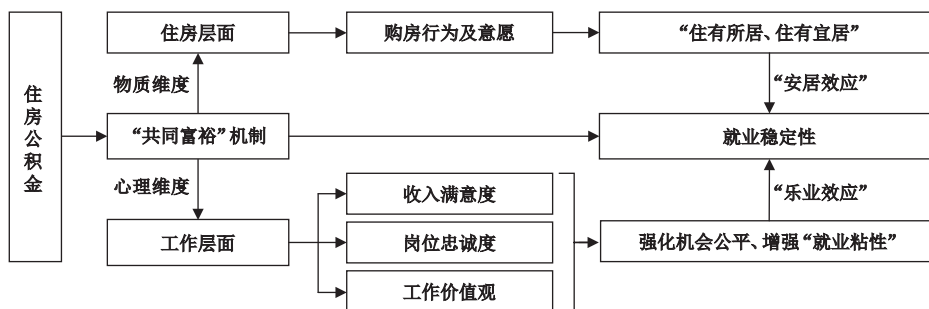 住房公积金
住房层面
购房行为及意愿
“住有所居、住有宜居”
物质维度
“安居效应”
“共同富裕”机制
就业稳定性
心理维度
收入满意度
“乐业效应”
工作层面
岗位忠诚度
强化机会公平、增强“就业粘性”
工作价值观